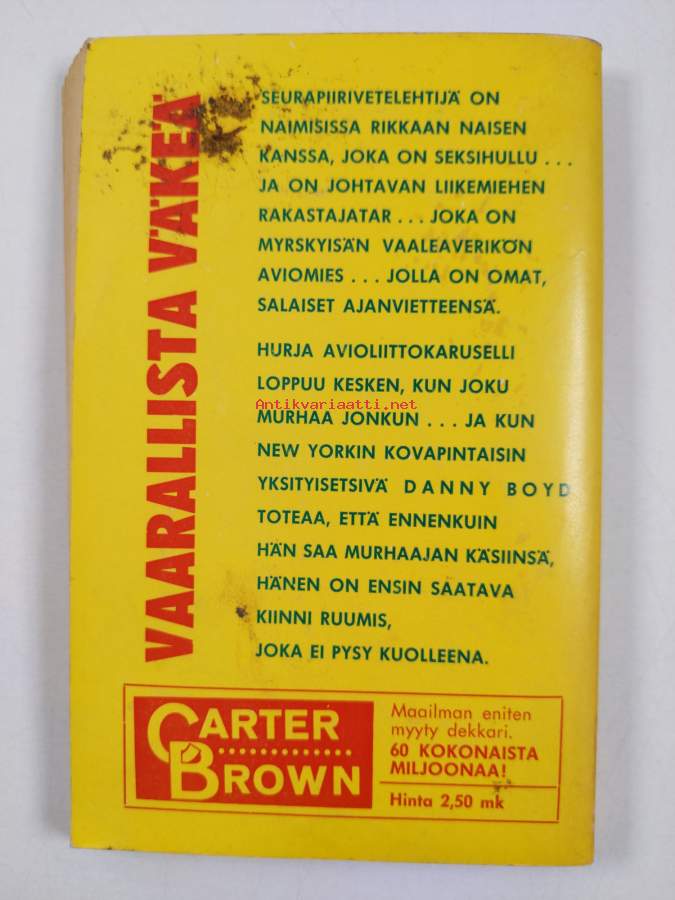 VAARALLISTA VÄKEÄ
SEURAPIIRIVETELEHTIJÄ ON
NAIMISISSA RIKKAAN NAISEN
KANSSA, JOKA ON SEKSIHULLU . . .
JA ON JOHTAVAN LIIKEMIEHEN
RAKASTAJATAR . . . JOKA ON
MYRSKYISÄN VAALEAVERIKÖN
AVIOMIES . . . JOLLA ON OMAT,
SALAISET AJANVIETTEENSÄ.
HURJA AVIOLIITTOKARUSELLI
LOPPUU KESKEN, KUN JOKU
Antikvariaatti.net
MURHAA JONKUN . . . JA KUN
NEW YORKIN KOVAPINTAISIN
YKSITYISETSIVÄ DANNY BOYD
TOTEAA, ETTÄ ENNENKUIN
HÄN SAA MURHAAJAN KÄSIINSÄ,
HÄNEN ON ENSIN SAATAVA
KIINNI RUUMIS,
JOKA EI PYSY KUOLLEENA.
CARTER
BROWN
Maailman eniten
myyty dekkari.
60 KOKONAISTA
MILJOONAA!
Hinta 2,50 mk